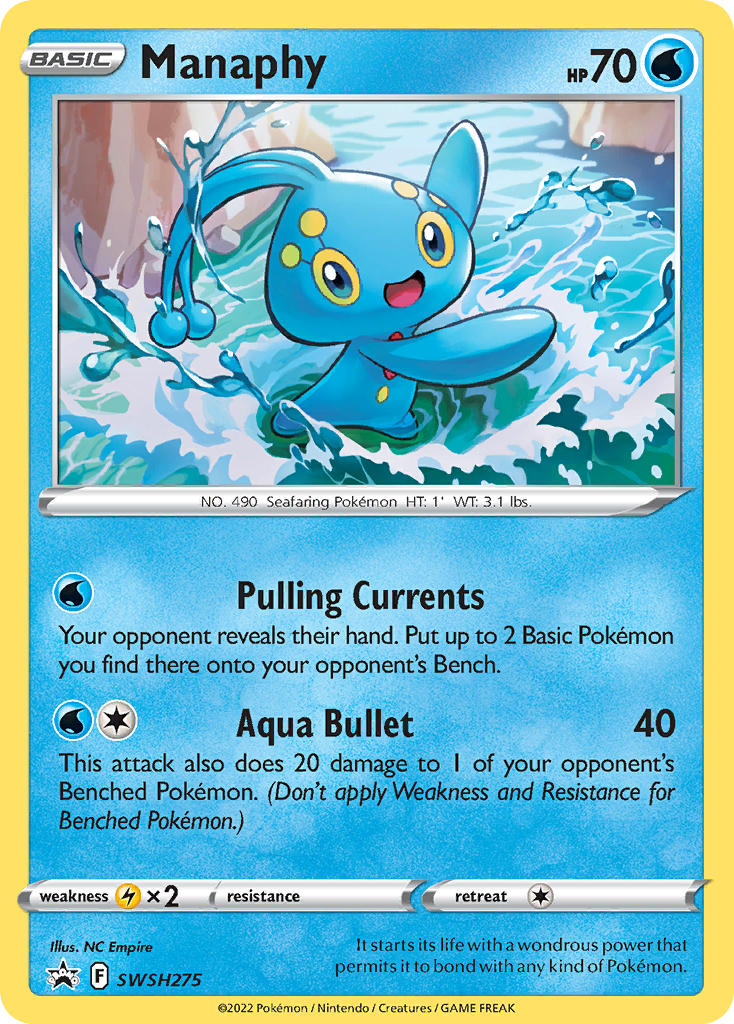 BASIC Manaphy HP 70
NO. 490 Seafaring Pokémon HT: 1' WT: 3.1 lbs.
Pulling Currents
Your opponent reveals their hand. Put up to 2 Basic Pokémon
you find there onto your opponent's Bench.
Aqua Bullet 40
This attack also does 20 damage to 1 of your opponent's
Benched Pokémon. (Don't apply Weakness and Resistance for
Benched Pokémon.)
weakness ×2 resistance retreat
Illus. NC Empire
It starts its life with a wondrous power that
permits it to bond with any kind of Pokémon.
F SWSH275
©2022 Pokémon / Nintendo / Creatures / GAME FREAK